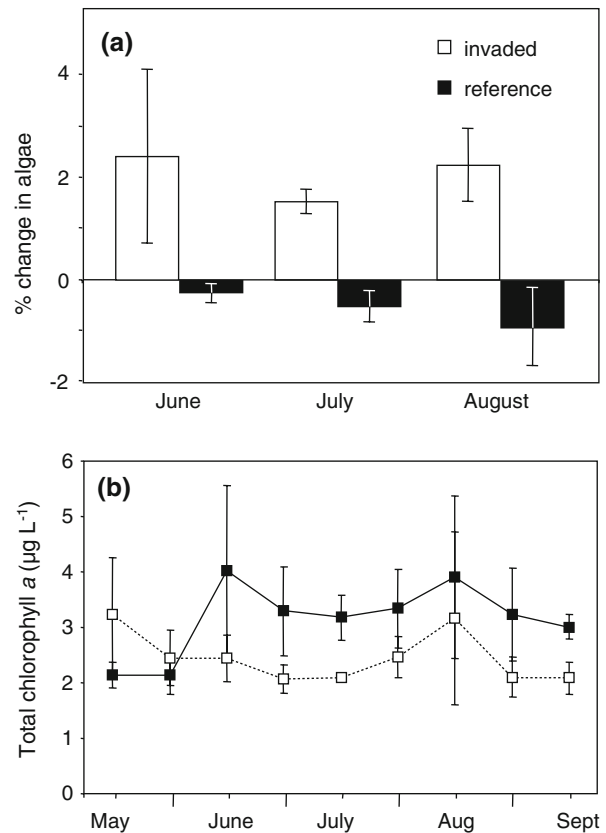 (a)
invaded
reference
% change in algae
4
2
0
-2
June July August
(b)
Total chlorophyll a (µg L-1)
6
5
4
3
2
1
0
May June July Aug Sept